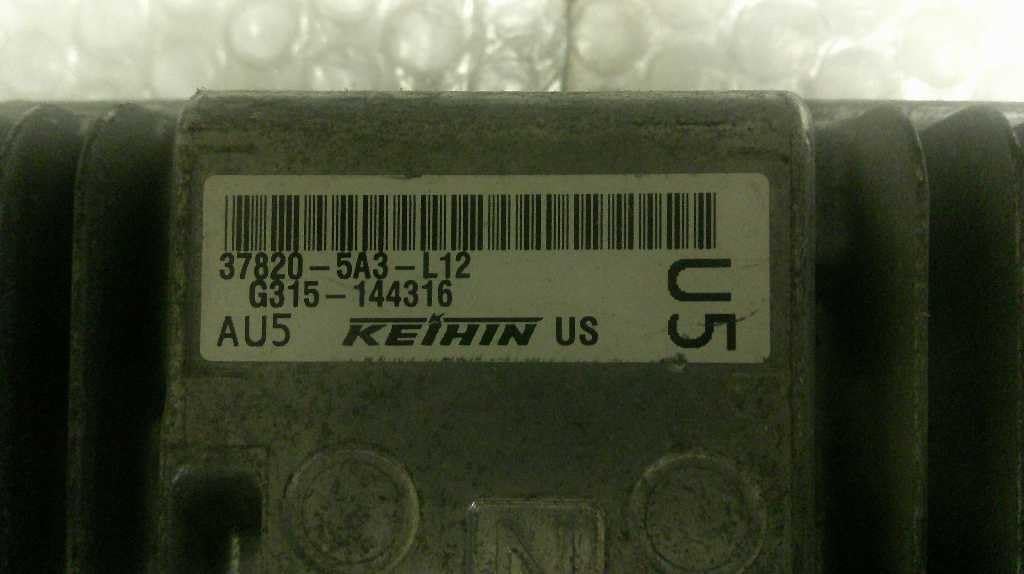 37820-5A3-L12
G315-144316
AU5 KEIHIN US
U5
N